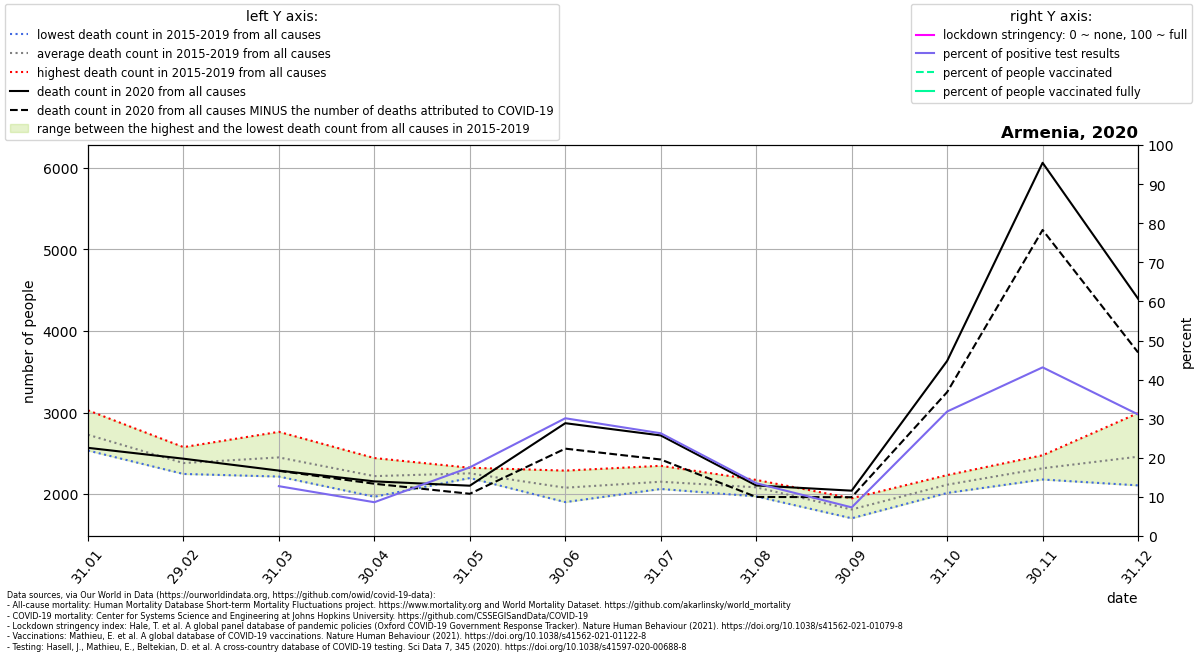 left Y axis:
lowest death count in 2015-2019 from all causes
average death count in 2015-2019 from all causes
highest death count in 2015-2019 from all causes
death count in 2020 from all causes
death count in 2020 from all causes MINUS the number of deaths attributed to COVID-19
range between the highest and the lowest death count from all causes in 2015-2019
right Y axis:
lockdown stringency: 0 ~ none, 100 ~ full
percent of positive test results
percent of people vaccinated
percent of people vaccinated fully
Armenia, 2020
number of people
6000
5000
4000
3000
2000
100
90
80
70
60
50
40
30
20
10
0
percent
31.01
29.02
31.03
30.04
31.05
30.06
31.07
31.08
30.09
31.10
30.11
31.12
date
Data sources, via Our World in Data (https://ourworldindata.org, https://github.com/owid/covid-19-data):
- All-cause mortality: Human Mortality Database Short-term Mortality Fluctuations project. https://www.mortality.org and World Mortality Dataset. https://github.com/akarlinsky/world_mortality
- COVID-19 mortality: Center for Systems Science and Engineering at Johns Hopkins University. https://github.com/CSSEGISandData/COVID-19
- Lockdown stringency index: Hale, T. et al. A global panel database of pandemic policies (Oxford COVID-19 Government Response Tracker). Nature Human Behaviour (2021). https://doi.org/10.1038/s41562-021-01079-8
- Vaccinations: Mathieu, E. et al. A global database of COVID-19 vaccinations. Nature Human Behaviour (2021). https://doi.org/10.1038/s41562-021-01122-8
- Testing: Hasell, J., Mathieu, E., Beltekian, D. et al. A cross-country database of COVID-19 testing. Sci Data 7, 345 (2020). https://doi.org/10.1038/s41597-020-00688-8